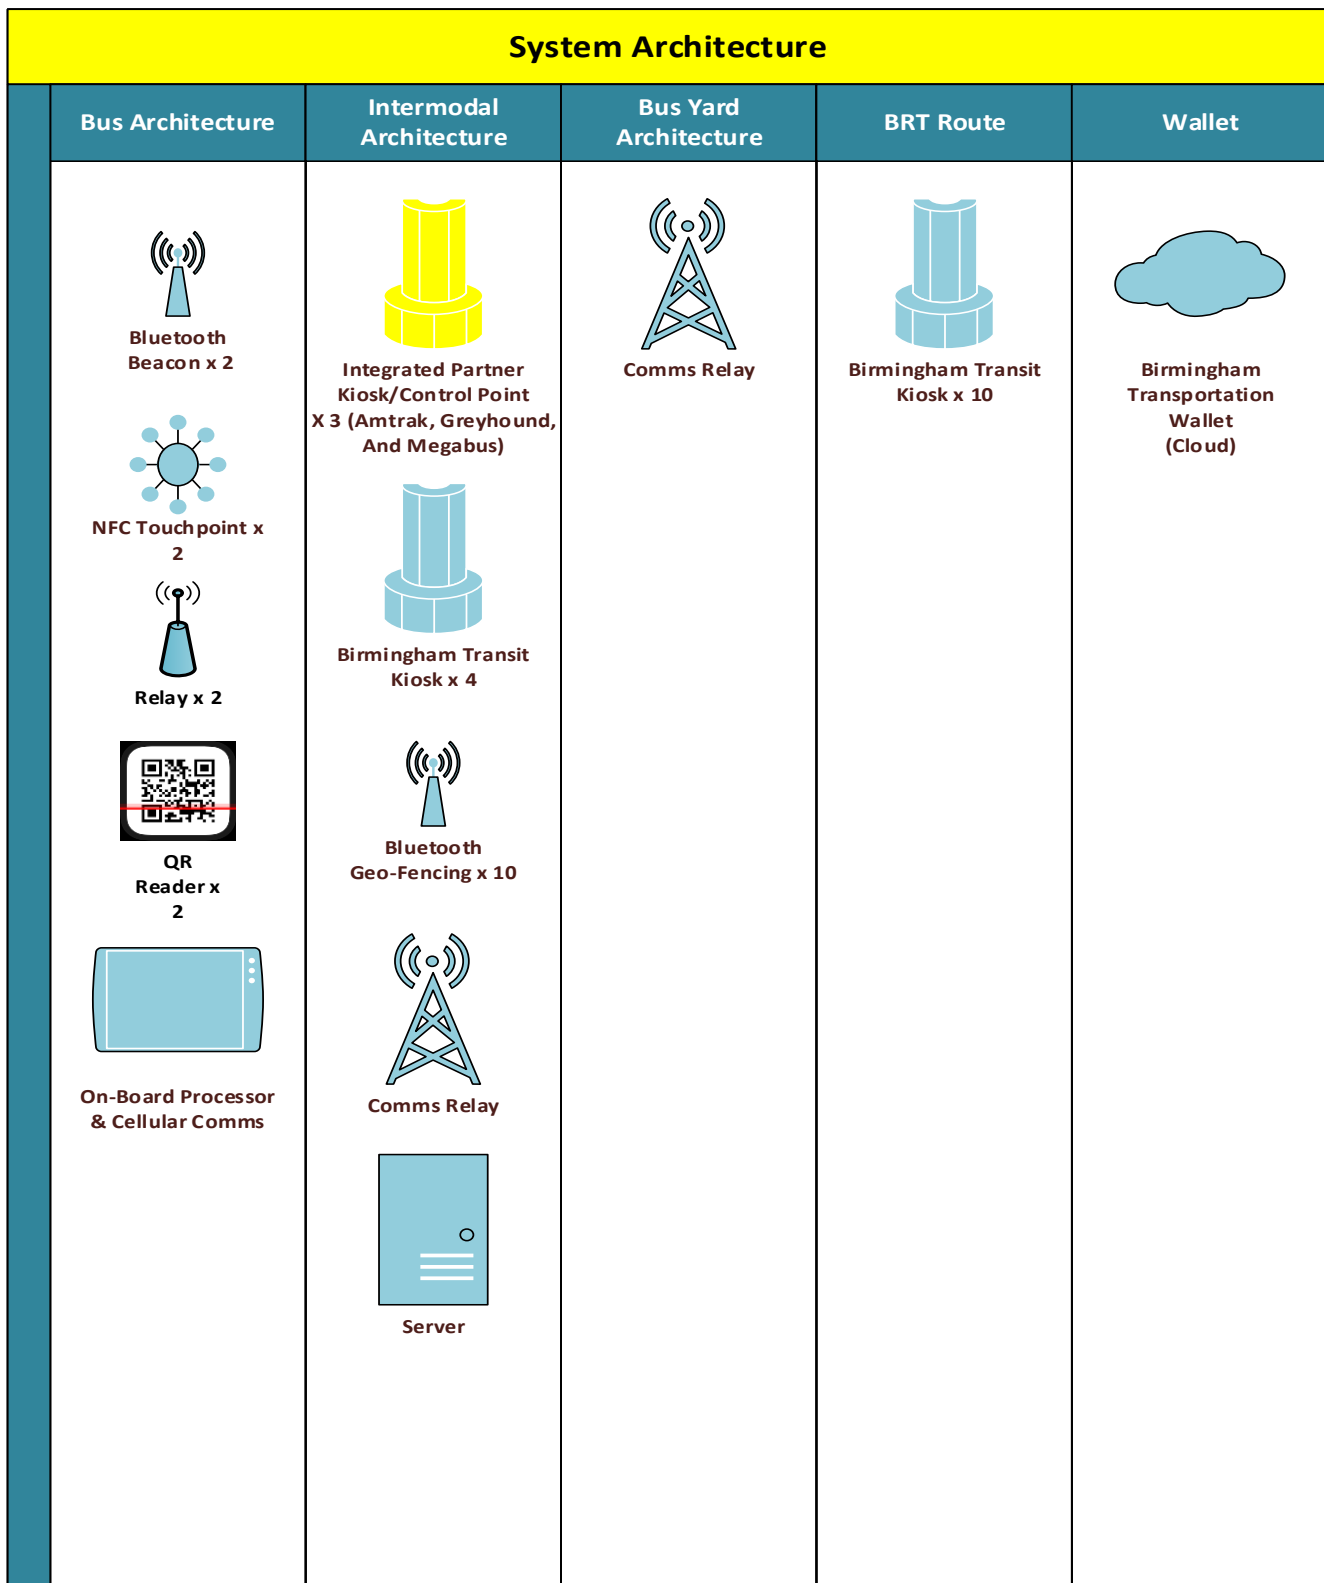 System Architecture
Bus Architecture
Intermodal
Architecture
Bus Yard
Architecture
BRT Route
Wallet
Bluetooth
Beacon x 2
NFC Touchpoint x
2
Relay x 2
QR
Reader x
2
On-Board Processor
& Cellular Comms
Integrated Partner
Kiosk/Control Point
X 3 (Amtrak, Greyhound,
And Megabus)
Birmingham Transit
Kiosk x 4
Bluetooth
Geo-Fencing x 10
Comms Relay
Server
Comms Relay
Birmingham Transit
Kiosk x 10
Birmingham
Transportation
Wallet
(Cloud)